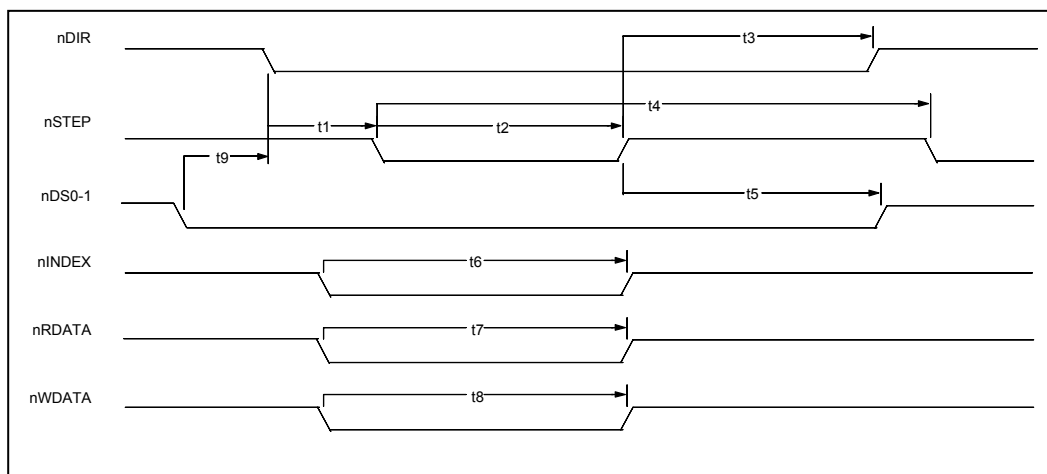 nDIR
t3
t4
nSTEP
t1
t2
t9
nDS0-1
t5
nINDEX
t6
nRDATA
t7
nWDATA
t8